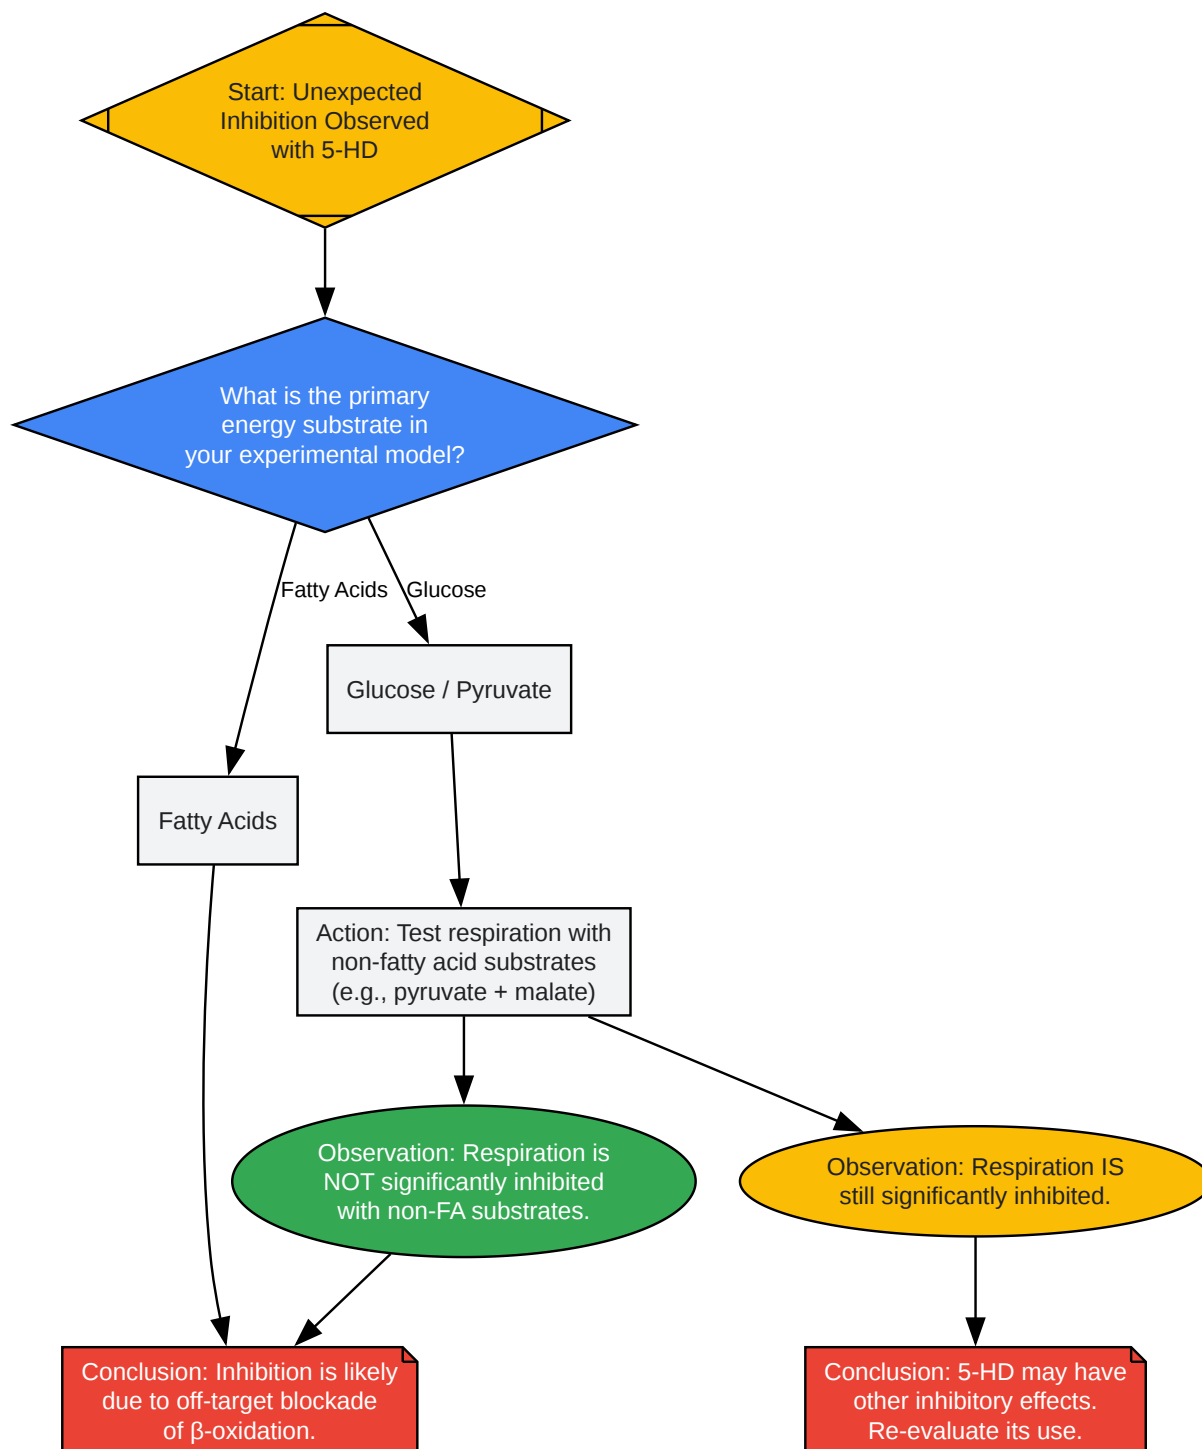 Start: Unexpected
Inhibition Observed
with 5-HD
What is the primary
energy substrate in
your experimental model?
Fatty Acids
Glucose
Glucose / Pyruvate
Fatty Acids
Action: Test respiration with
non-fatty acid substrates
(e.g., pyruvate + malate)
Observation: Respiration is
NOT significantly inhibited
with non-FA substrates.
Observation: Respiration IS
still significantly inhibited.
Conclusion: Inhibition is likely
due to off-target blockade
of β-oxidation.
Conclusion: 5-HD may have
other inhibitory effects.
Re-evaluate its use.